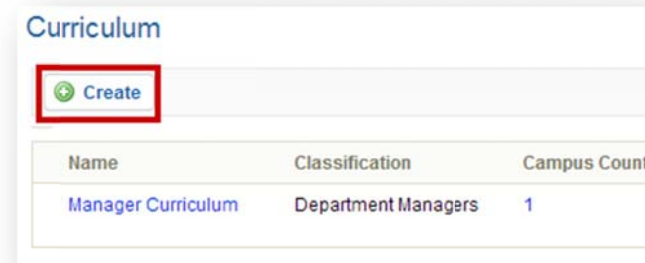 Curriculum
Create
Name Classification Campus Count
Manager Curriculum Department Managers 1